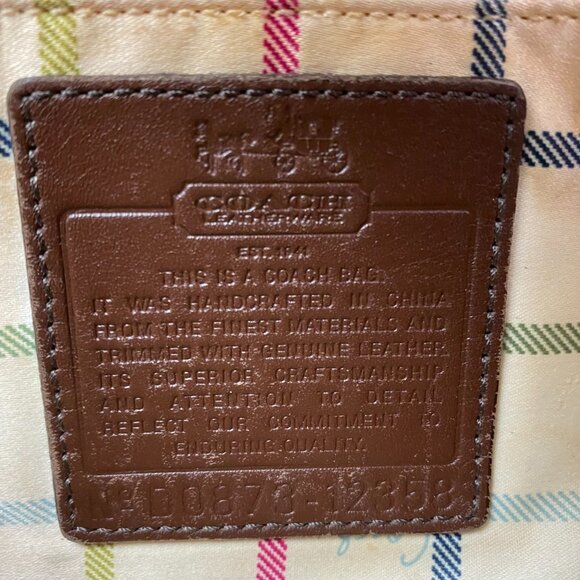 COACH
LEATHERWARE
EST. 1941
THIS IS A COACH BAG.
IT WAS HANDCRAFTED IN CHINA
FROM THE FINEST MATERIALS AND
TRIMMED WITH GENUINE LEATHER.
ITS SUPERIOR CRAFTSMANSHIP
AND ATTENTION TO DETAIL
REFLECT OUR COMMITMENT TO
ENDURING QUALITY.
Nº D0873-12358